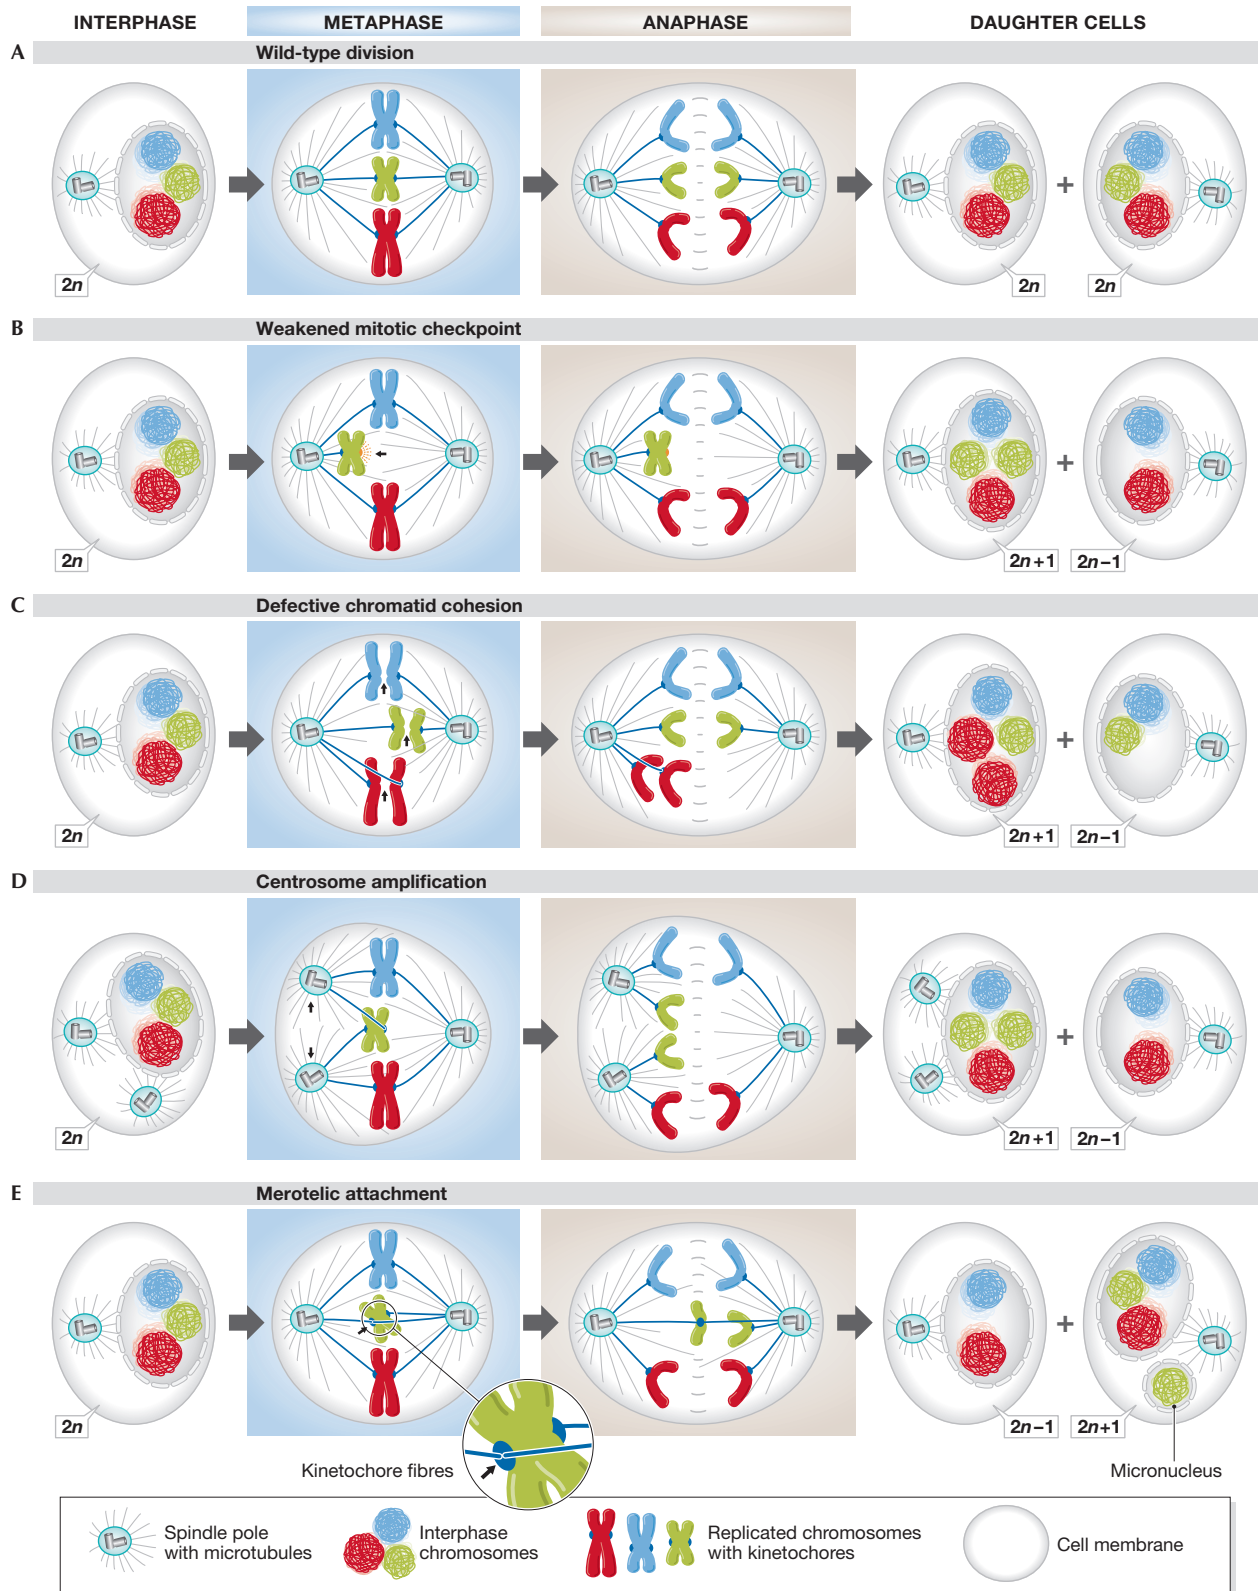 INTERPHASE METAPHASE ANAPHASE DAUGHTER CELLS
A Wild-type division
2n 2n 2n
B Weakened mitotic checkpoint
2n 2n+1 2n−1
C Defective chromatid cohesion
2n 2n+1 2n−1
D Centrosome amplification
2n 2n+1 2n−1
E Merotelic attachment
2n 2n−1 2n+1
Kinetochore fibres Micronucleus
Spindle pole with microtubules
Interphase chromosomes
Replicated chromosomes with kinetochores
Cell membrane